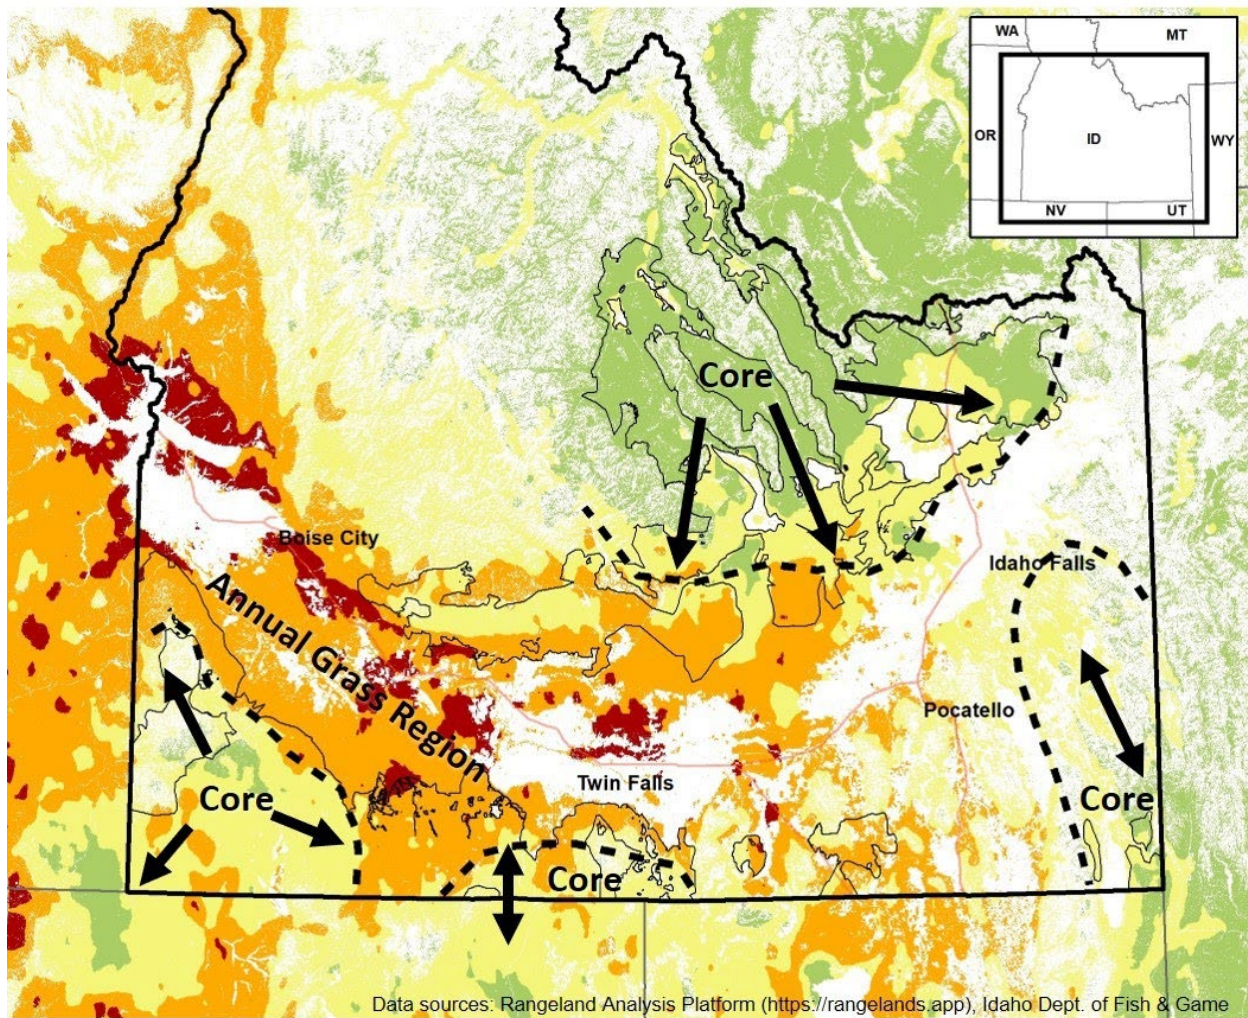 WA
MT
OR
ID
WY
NV
UT
Core
Boise City
Idaho Falls
Annual Grass Region
Pocatello
Twin Falls
Core
Core
Core
Data sources: Rangeland Analysis Platform (https://rangelands.app), Idaho Dept. of Fish & Game